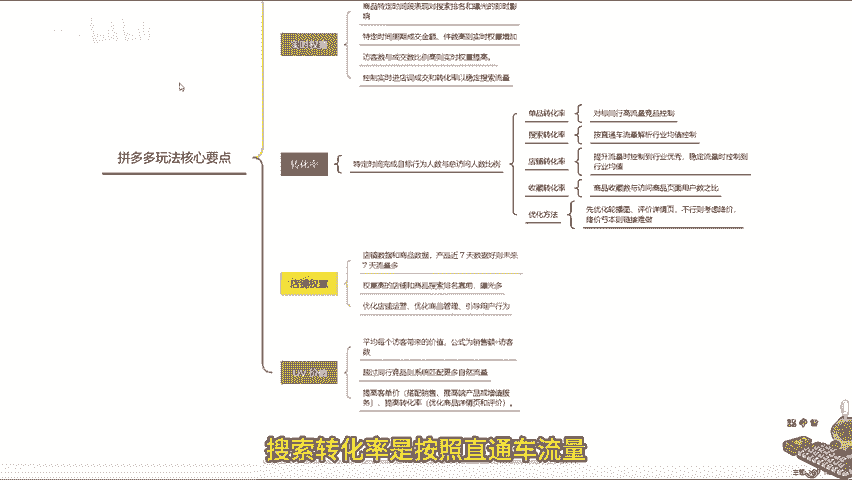 商品特定时间段表现对搜索排名和曝光的即时影
响
特定时间周期成交金额、件数高则实时权重增加
访客数与成交数比例高则实时权重提高。
控制实时进店词成交和转化率以稳定搜索流量
拼多多玩法核心要点
转化率
特定时间完成目标行为人数与总访问人数比例
单品转化率
对标同行高流量竞品控制
搜索转化率
按直通车流量解析行业均值控制
店铺转化率
提升流量时控制到行业优秀，稳定流量时控制到
行业均值
收藏转化率
商品收藏数与访问商品页面用户数之比
优化方法
先优化轮播图、评价详情页，不行则考虑降价，
降价亏本则链接难做
店铺权重
店铺数据和商品数据，产品近7天数据好则未来
7天流量多
权重高的店铺和商品搜索排名靠前、曝光多
优化店铺运营、优化商品管理、引导用户行为
平均每个访客带来的价值，公式为销售额÷访客
数
超过同行竞品则系统匹配更多自然流量
提高客单价（搭配销售、提高端产品或增值服
务）、提高转化率（优化商品详情页和评价）。
搜索转化率是按照直通车流量